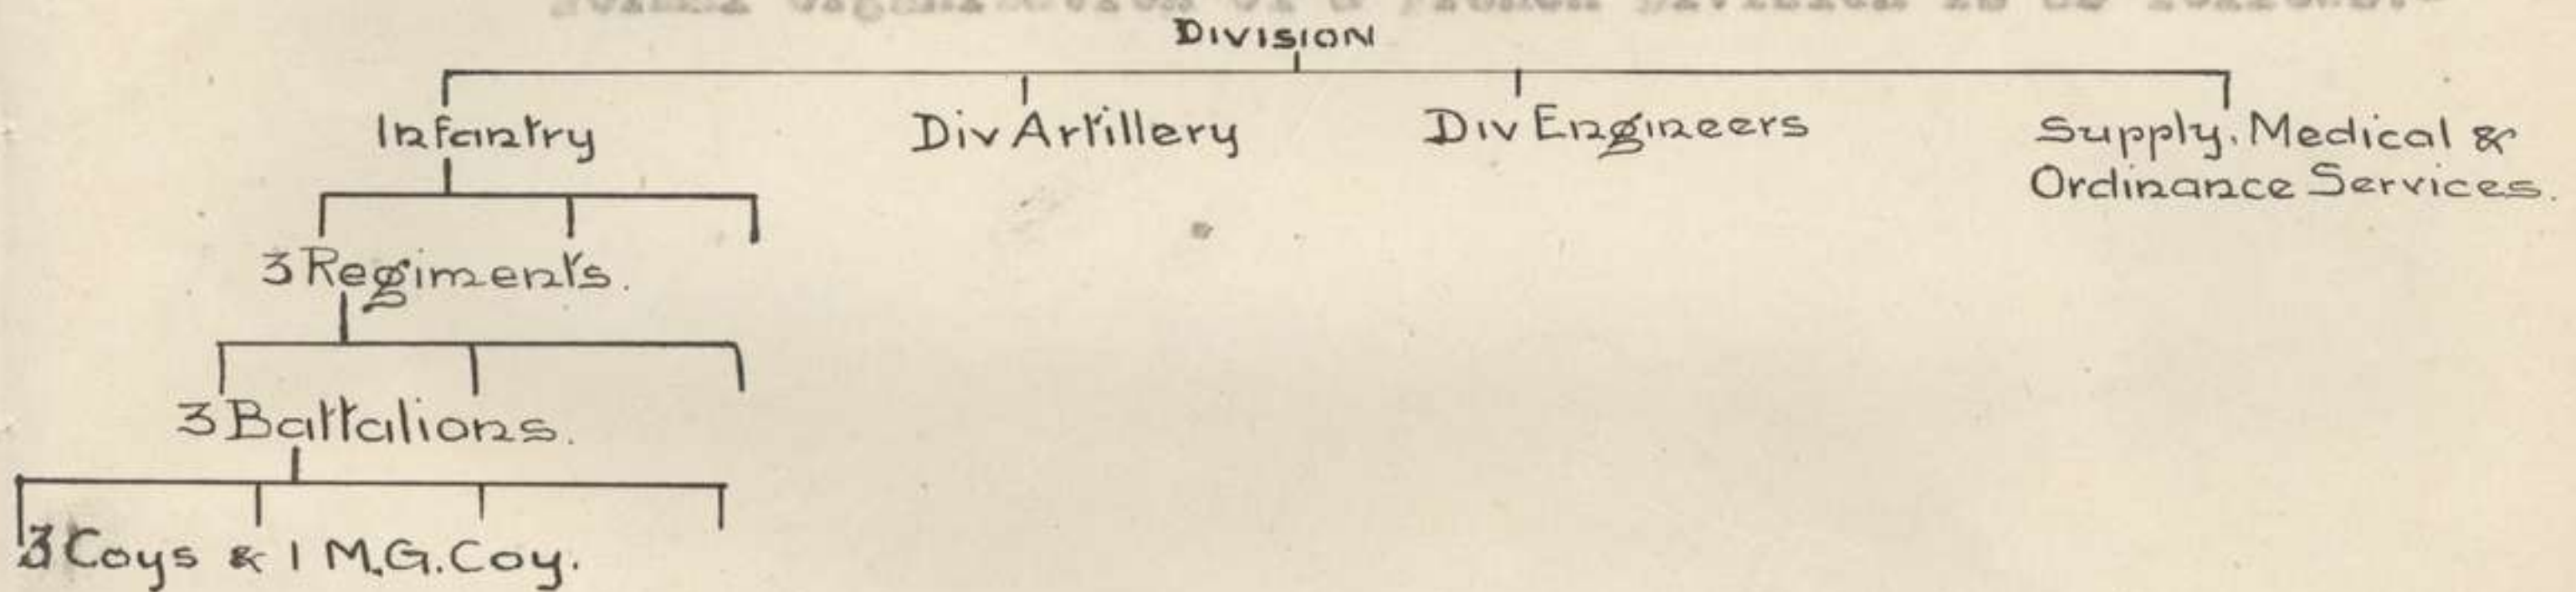 DIVISION
Infantry
Div Artillery
Div Engineers
Supply. Medical &
Ordinance Services.
3 Regiments.
3 Battalions.
3 Coys & 1 M.G. Coy.